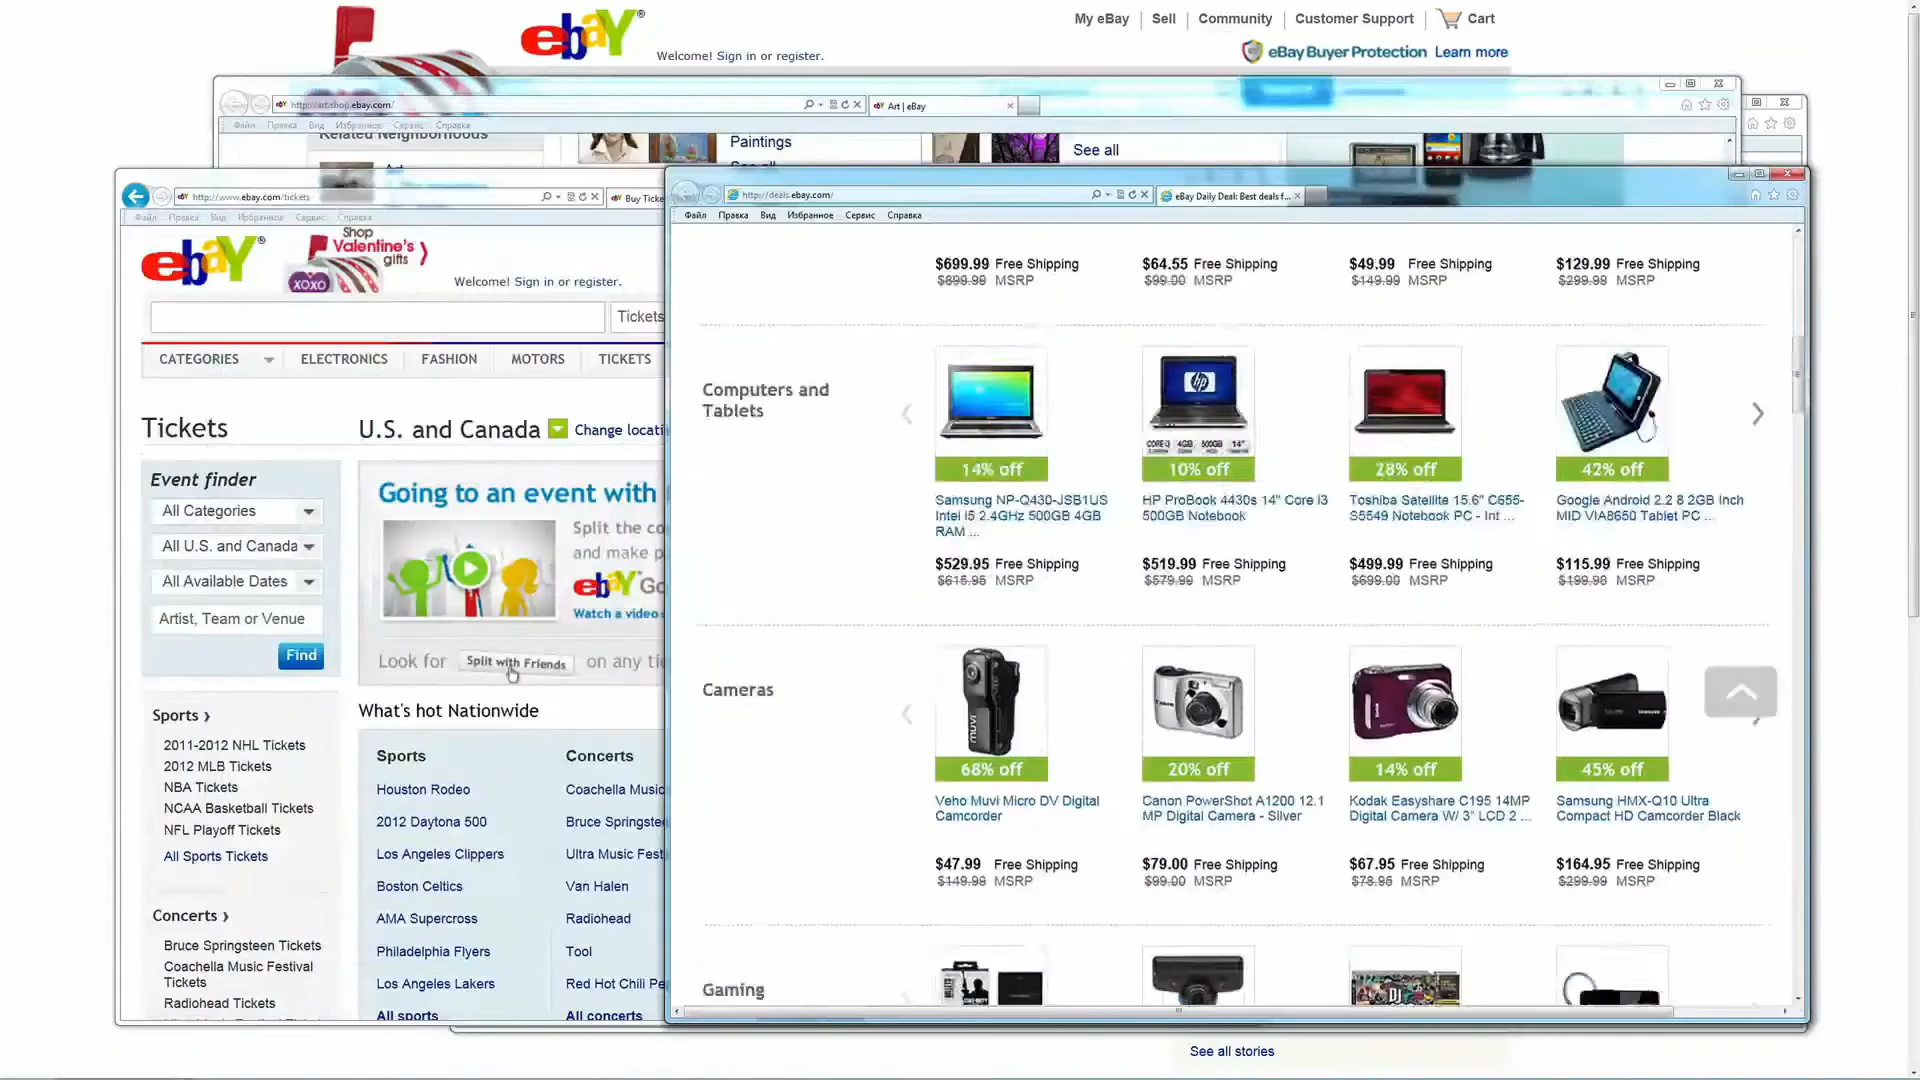 ebay®
Welcome! Sign in or register.
My eBay
Sell
Community
Customer Support
Cart
eBay Buyer Protection Learn more
http://art.shop.ebay.com/
Art | eBay
Файл Правка Вид Избранное Сервис Справка
Related Neighborhoods
Art
Paintings
See all
See all
http://www.ebay.com/tickets
Buy Ticke
Файл Правка Вид Избранное Сервис Справка
ebay®
Shop
Valentine's
gifts
XOXO
Welcome! Sign in or register.
Tickets
CATEGORIES
ELECTRONICS
FASHION
MOTORS
TICKETS
Tickets
U.S. and Canada
Change locati
Event finder
All Categories
All U.S. and Canada
All Available Dates
Artist, Team or Venue
Find
Going to an event with
Split the co
and make p
ebay Go
Watch a video
Look for Split with Friends on any tic
Sports ›
2011-2012 NHL Tickets
2012 MLB Tickets
NBA Tickets
NCAA Basketball Tickets
NFL Playoff Tickets
All Sports Tickets
Concerts ›
Bruce Springsteen Tickets
Coachella Music Festival
Tickets
Radiohead Tickets
What's hot Nationwide
Sports
Houston Rodeo
2012 Daytona 500
Los Angeles Clippers
Boston Celtics
AMA Supercross
Philadelphia Flyers
Los Angeles Lakers
All sports
Concerts
Coachella Music
Bruce Springste
Ultra Music Fest
Van Halen
Radiohead
Tool
Red Hot Chili Pe
All concerts
http://deals.ebay.com/
eBay Daily Deal: Best deals f...
Файл Правка Вид Избранное Сервис Справка
$699.99 Free Shipping
$899.99 MSRP
$64.55 Free Shipping
$99.00 MSRP
$49.99 Free Shipping
$149.99 MSRP
$129.99 Free Shipping
$299.99 MSRP
Computers and
Tablets
14% off
Samsung NP-Q430-JSB1US
Intel i5 2.4GHz 500GB 4GB
RAM ...
$529.95 Free Shipping
$615.95 MSRP
CORE i3 4GB 500GB 14"
10% off
HP ProBook 4430s 14" Core i3
500GB Notebook
$519.99 Free Shipping
$579.99 MSRP
28% off
Toshiba Satellite 15.6" C655-
S5549 Notebook PC - Int ...
$499.99 Free Shipping
$699.00 MSRP
42% off
Google Android 2.2 8 2GB Inch
MID VIA8650 Tablet PC ...
$115.99 Free Shipping
$199.98 MSRP
Cameras
68% off
Veho Muvi Micro DV Digital
Camcorder
$47.99 Free Shipping
$149.99 MSRP
20% off
Canon PowerShot A1200 12.1
MP Digital Camera - Silver
$79.00 Free Shipping
$99.00 MSRP
14% off
Kodak Easyshare C195 14MP
Digital Camera W/ 3" LCD 2 ...
$67.95 Free Shipping
$78.95 MSRP
45% off
Samsung HMX-Q10 Ultra
Compact HD Camcorder Black
$164.95 Free Shipping
$299.99 MSRP
Gaming
DJ
See all stories